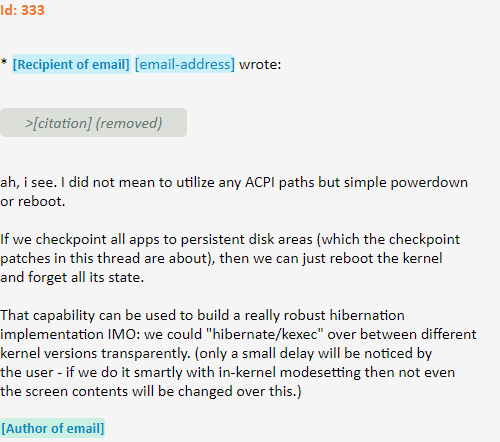 Id: 333
* [Recipient of email] [email-address] wrote:
>[citation] (removed)
ah, i see. I did not mean to utilize any ACPI paths but simple powerdown
or reboot.
If we checkpoint all apps to persistent disk areas (which the checkpoint
patches in this thread are about), then we can just reboot the kernel
and forget all its state.
That capability can be used to build a really robust hibernation
implementation IMO: we could "hibernate/kexec" over between different
kernel versions transparently. (only a small delay will be noticed by
the user - if we do it smartly with in-kernel modesetting then not even
the screen contents will be changed over this.)
[Author of email]